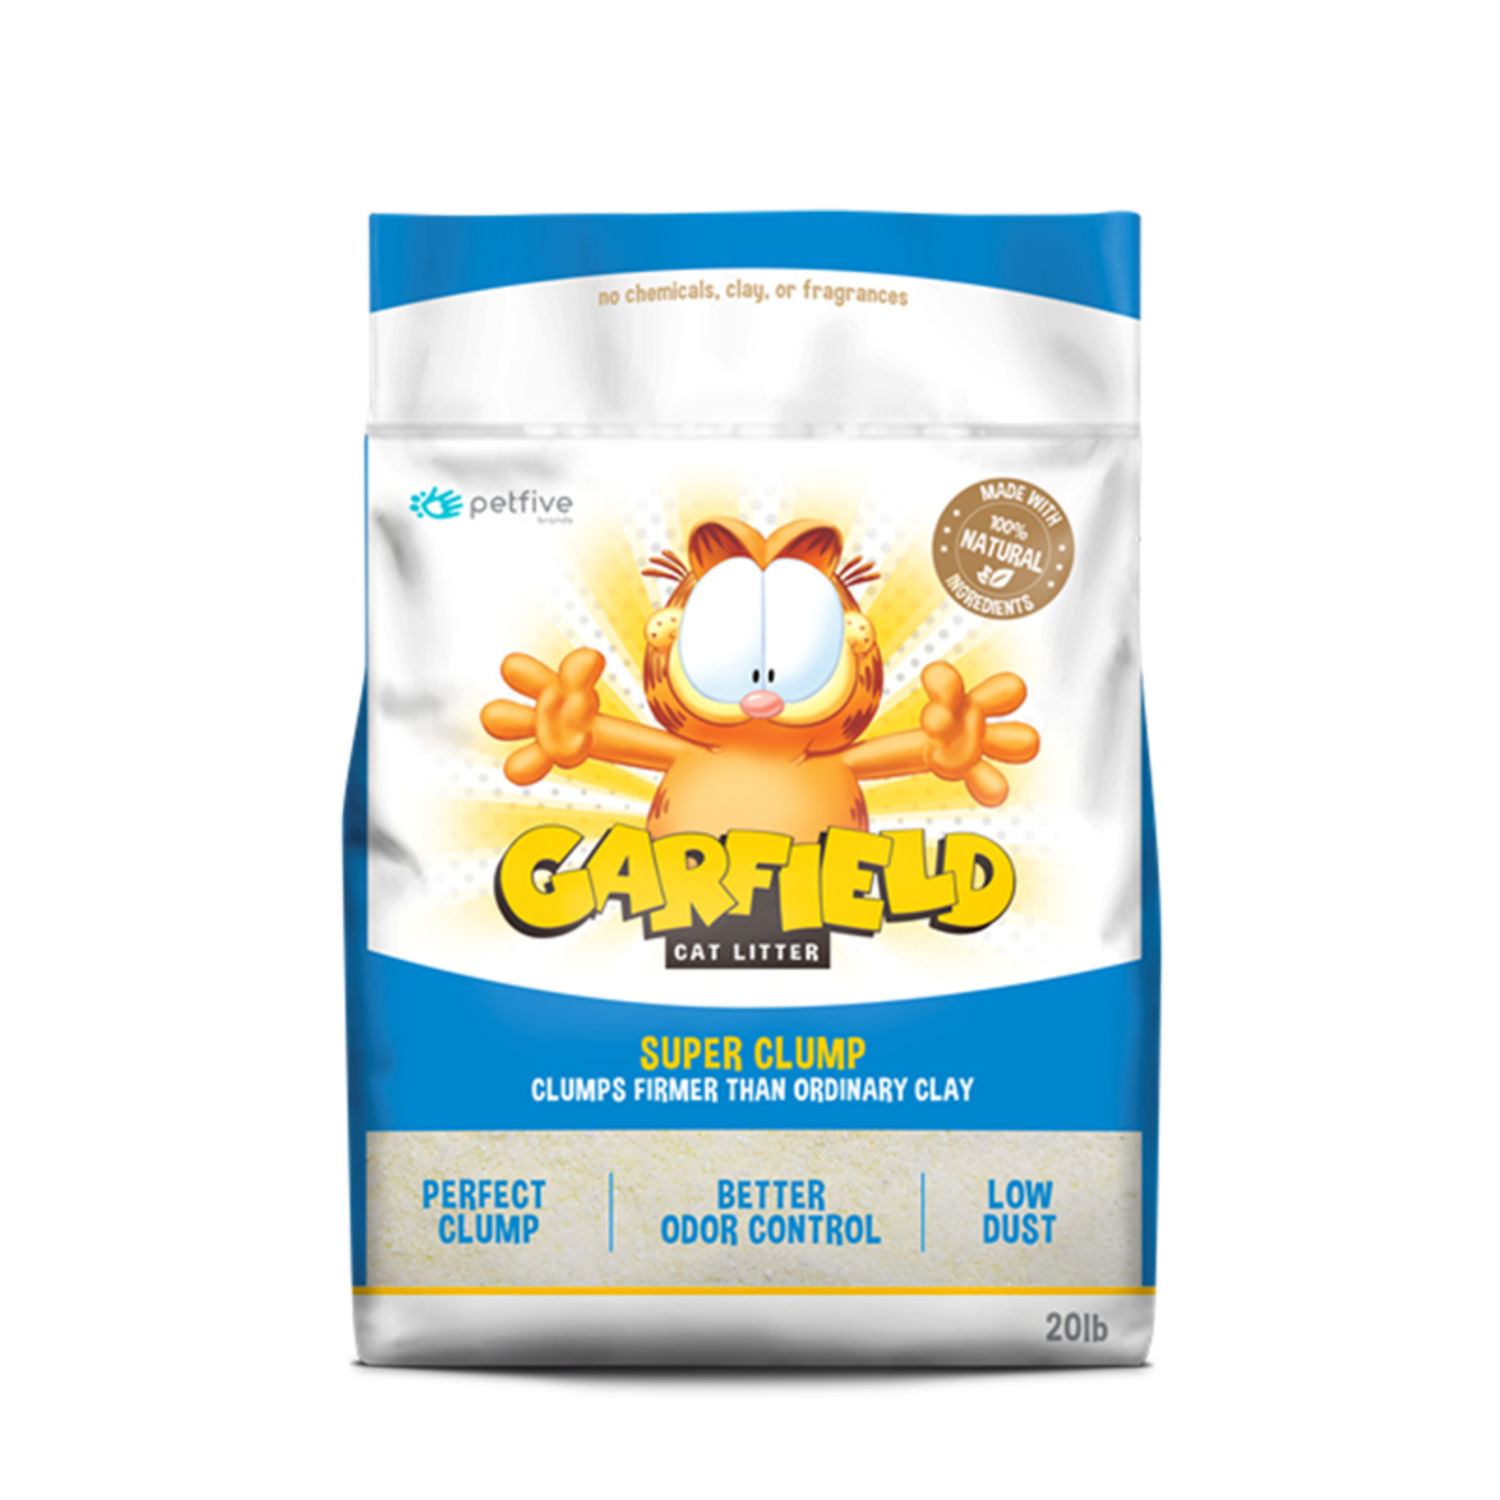 no chemicals, clay, or fragrances
petfive
brands
MADE WITH
100%
NATURAL
INGREDIENTS
GARFIELD
CAT LITTER
SUPER CLUMP
CLUMPS FIRMER THAN ORDINARY CLAY
PERFECT
CLUMP
BETTER
ODOR CONTROL
LOW
DUST
20lb